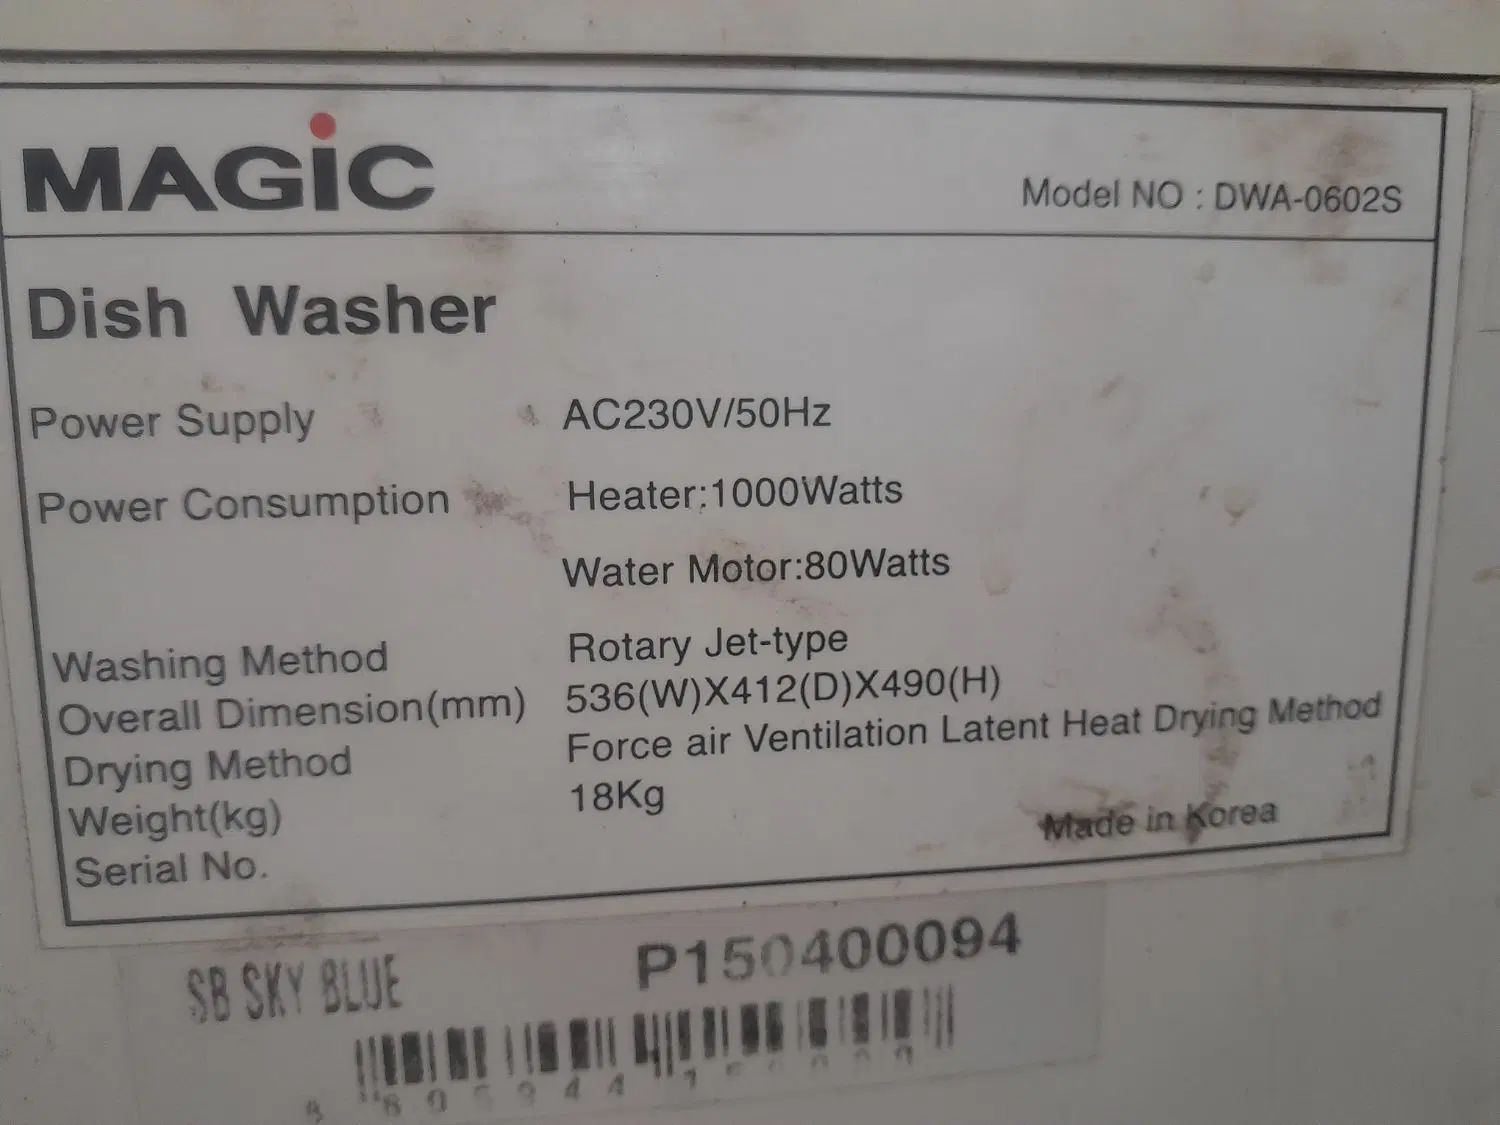 MAGiC
Model NO : DWA-0602S
Dish Washer
Power Supply AC230V/50Hz
Power Consumption Heater:1000Watts
Water Motor:80Watts
Washing Method Rotary Jet-type
Overall Dimension(mm) 536(W)X412(D)X490(H)
Drying Method Force air Ventilation Latent Heat Drying Method
Weight(kg) 18Kg
Made in Korea
Serial No.
SB SKY BLUE P150400094